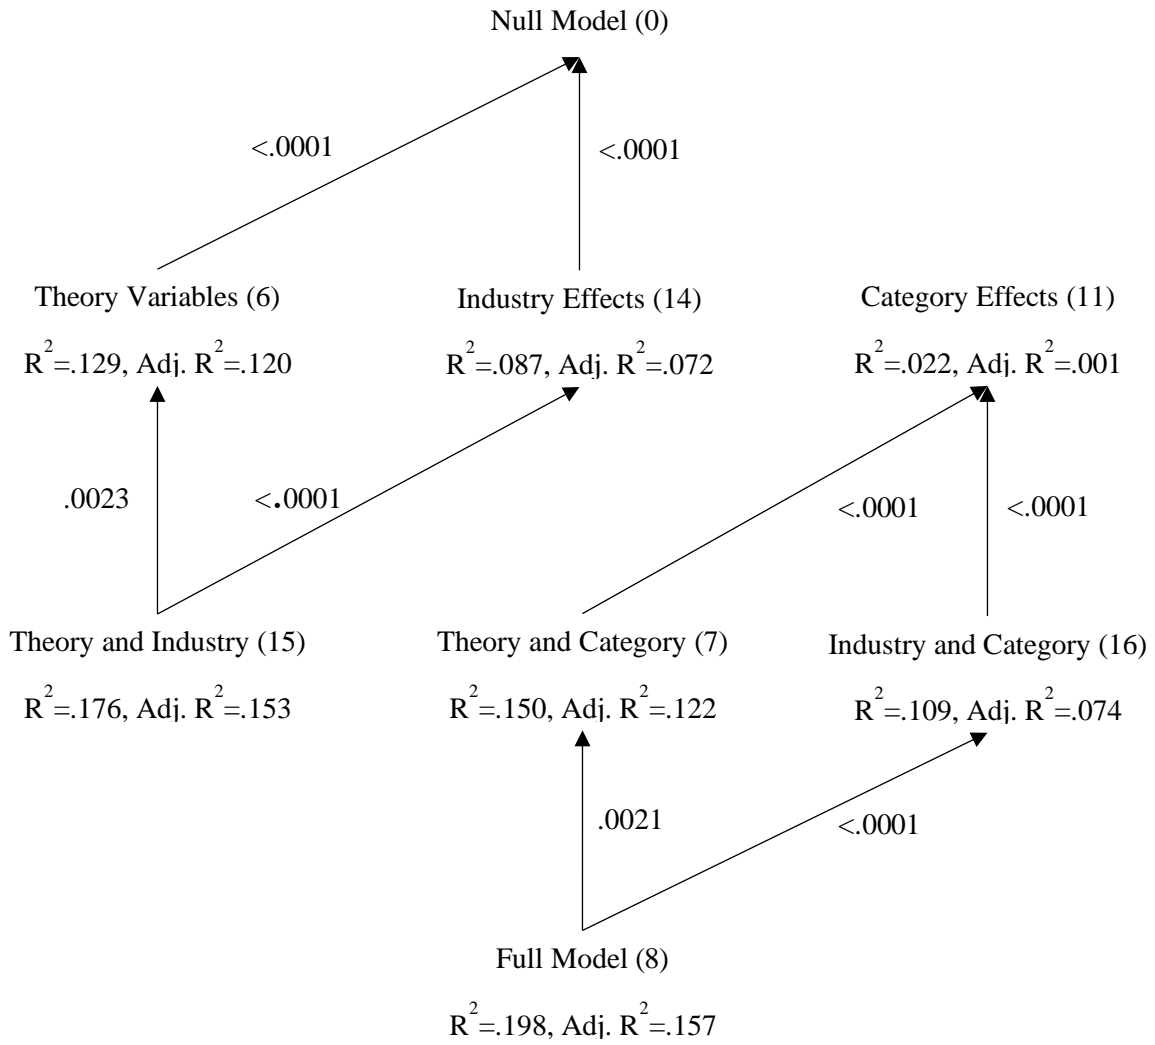 Null Model (0)
<.0001
<.0001
Theory Variables (6)
Industry Effects (14)
Category Effects (11)
R²=.129, Adj. R²=.120
R²=.087, Adj. R²=.072
R²=.022, Adj. R²=.001
.0023
<.0001
<.0001
<.0001
Theory and Industry (15)
Theory and Category (7)
Industry and Category (16)
R²=.176, Adj. R²=.153
R²=.150, Adj. R²=.122
R²=.109, Adj. R²=.074
.0021
<.0001
Full Model (8)
R²=.198, Adj. R²=.157